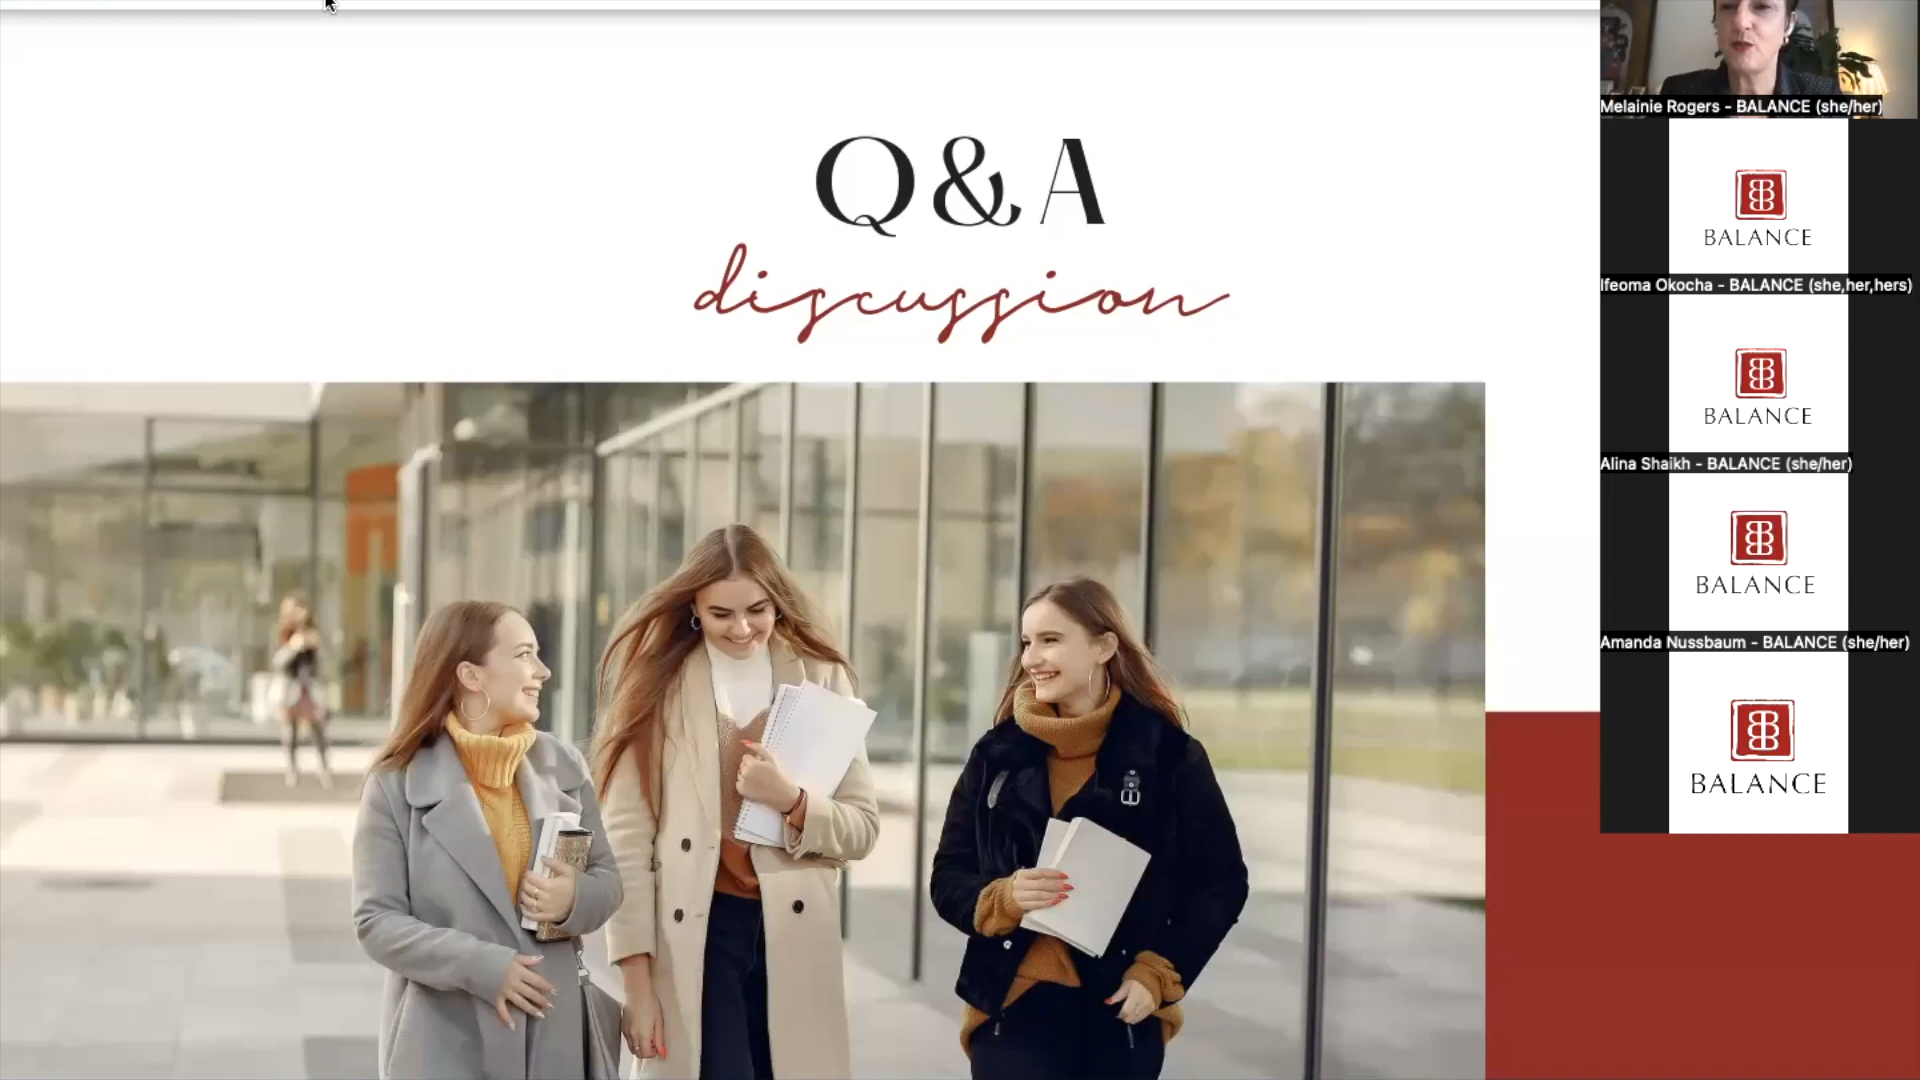 Q&A
discussion
Melainie Rogers - BALANCE (she/her)
BALANCE
Ifeoma Okocha - BALANCE (she,her,hers)
BALANCE
Alina Shaikh - BALANCE (she/her)
BALANCE
Amanda Nussbaum - BALANCE (she/her)
BALANCE